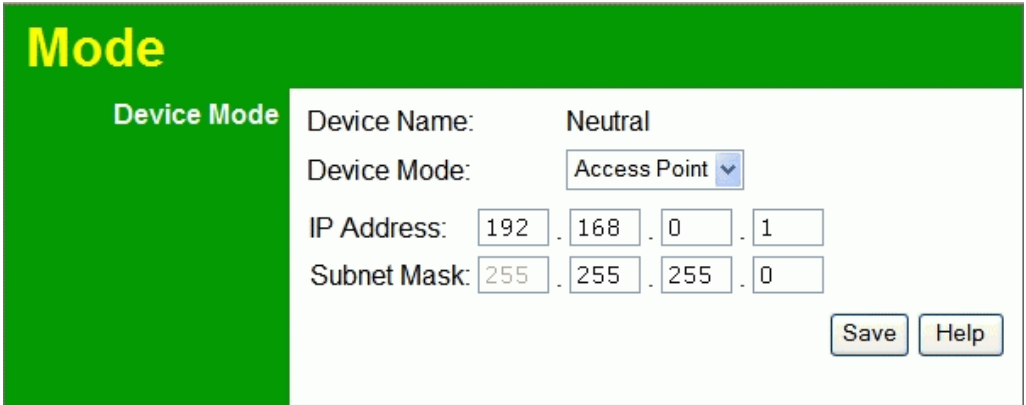 Mode
Device Mode
Device Name: Neutral
Device Mode: Access Point
IP Address: 192 . 168 . 0 . 1
Subnet Mask: 255 . 255 . 255 . 0
Save Help